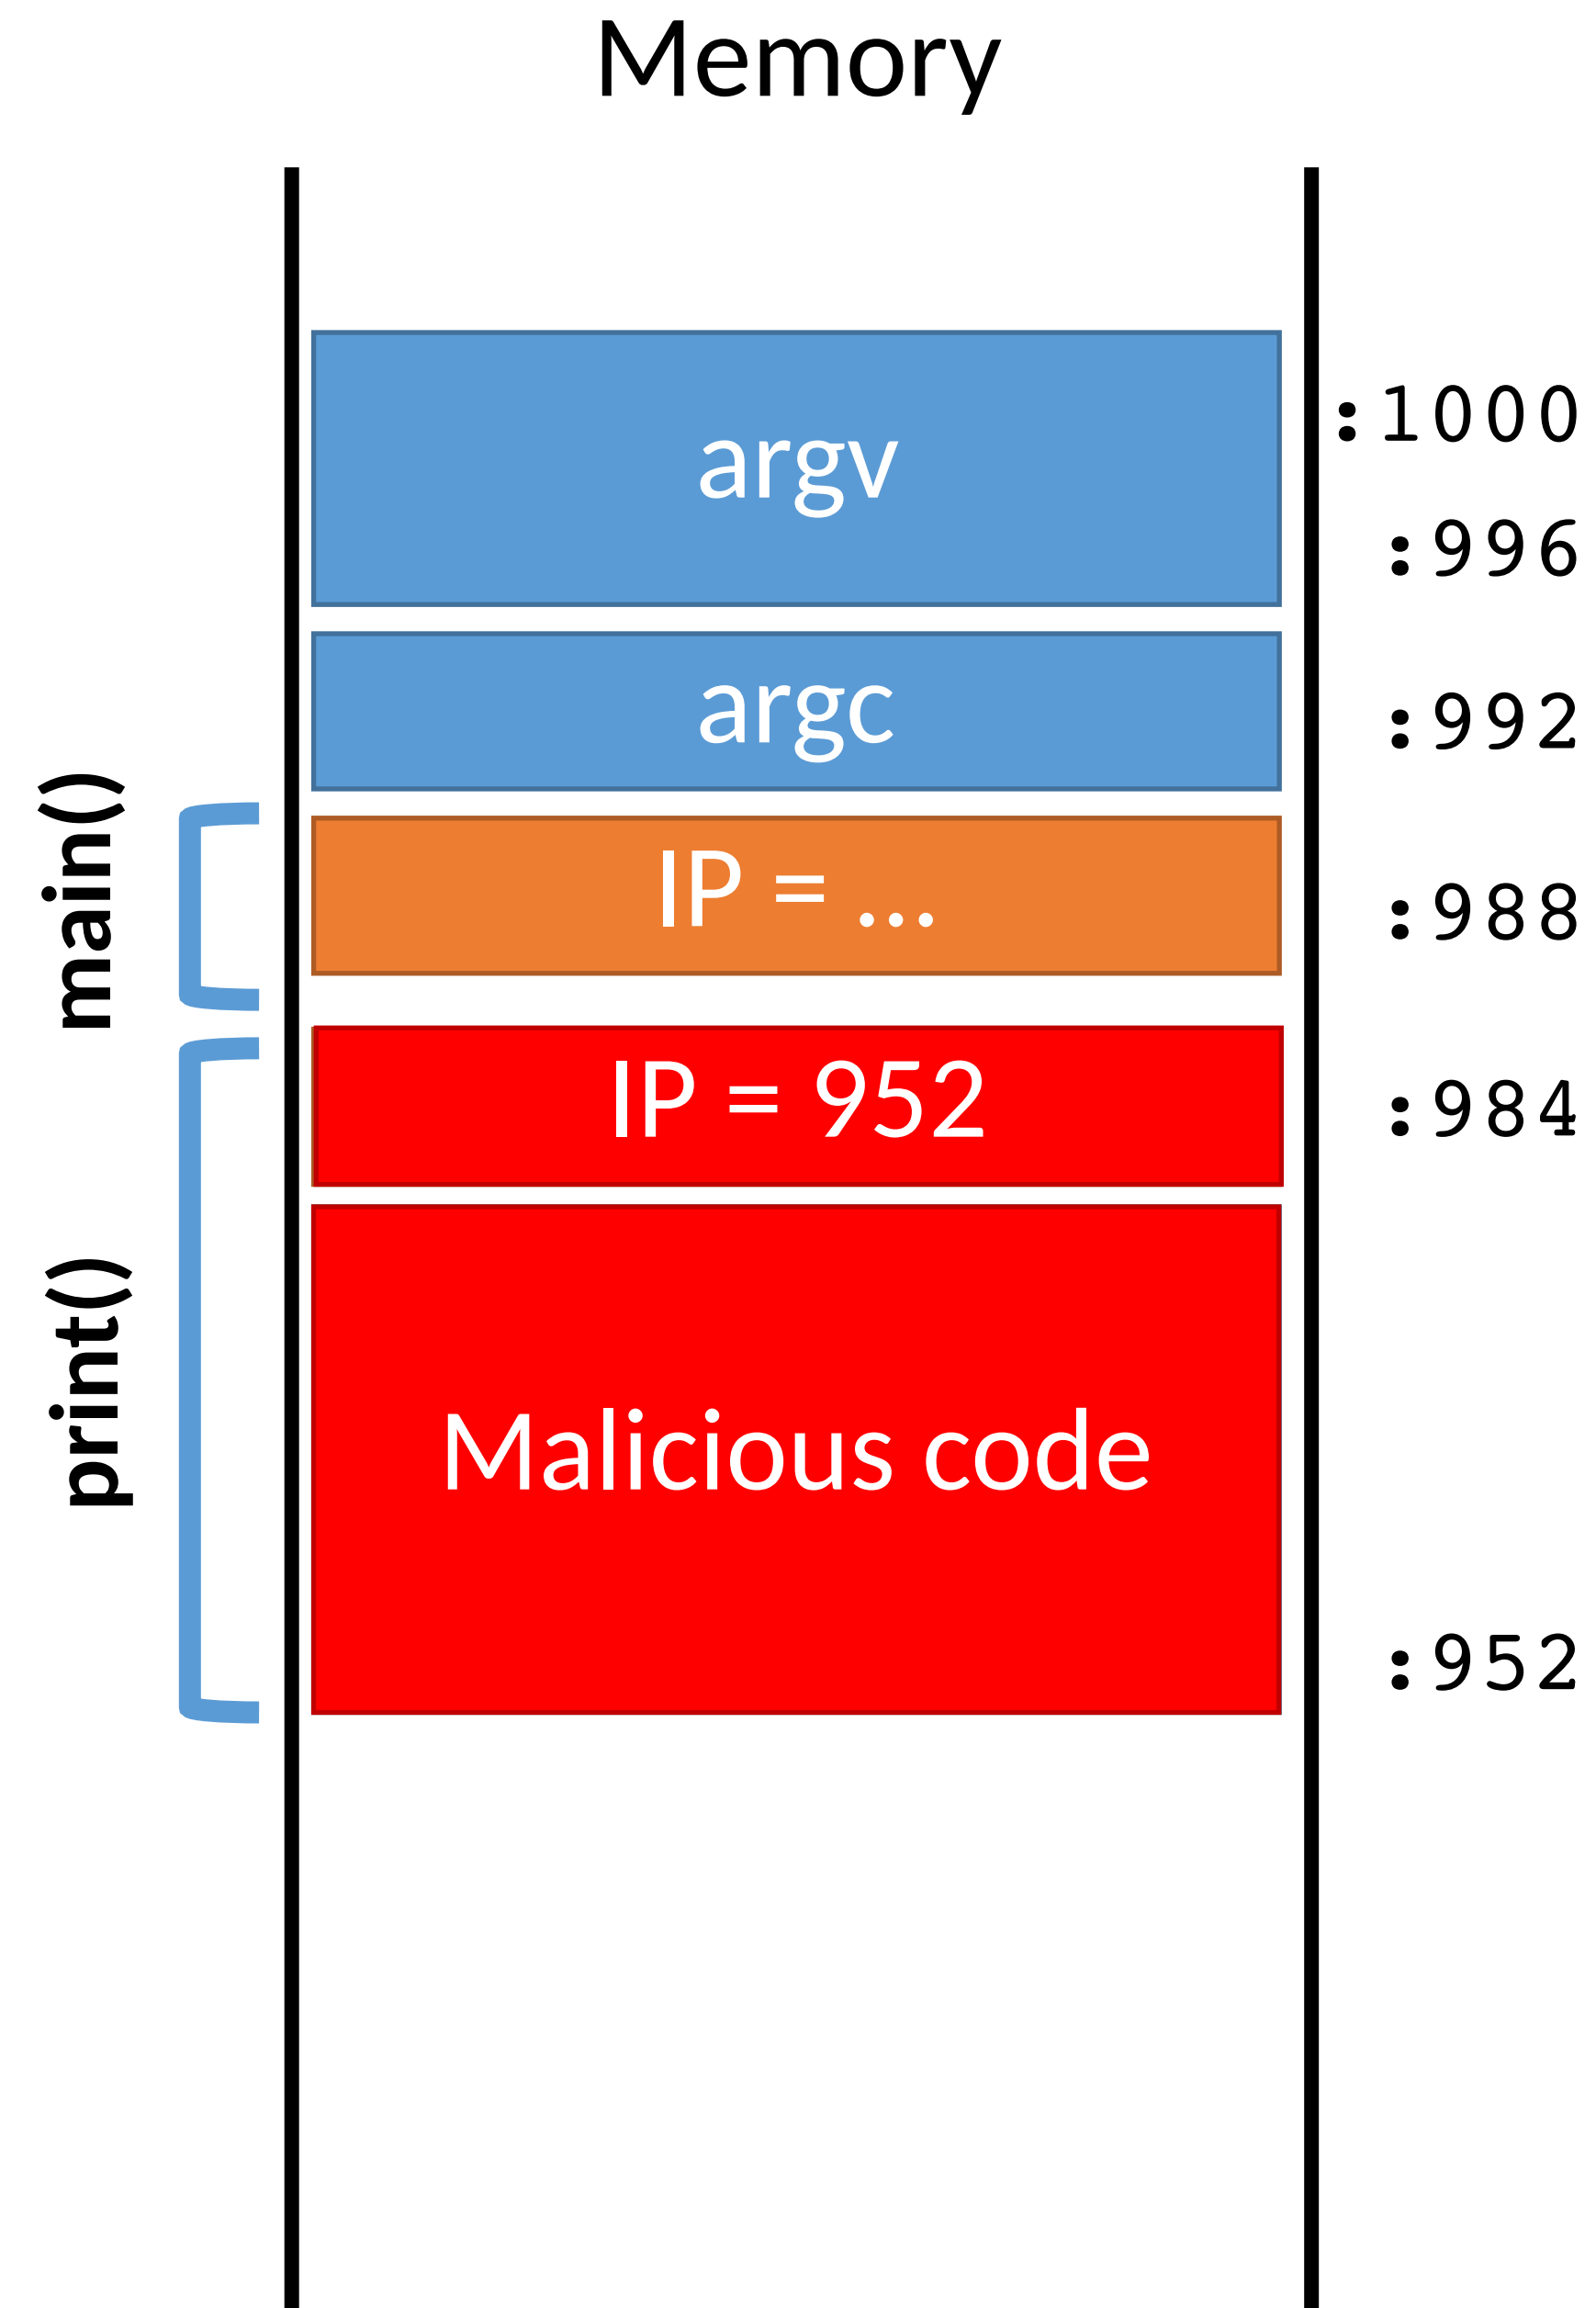 Memory
argv
:1000
:996
argc
:992
main()
IP = ...
:988
print()
IP = 952
:984
Malicious code
:952